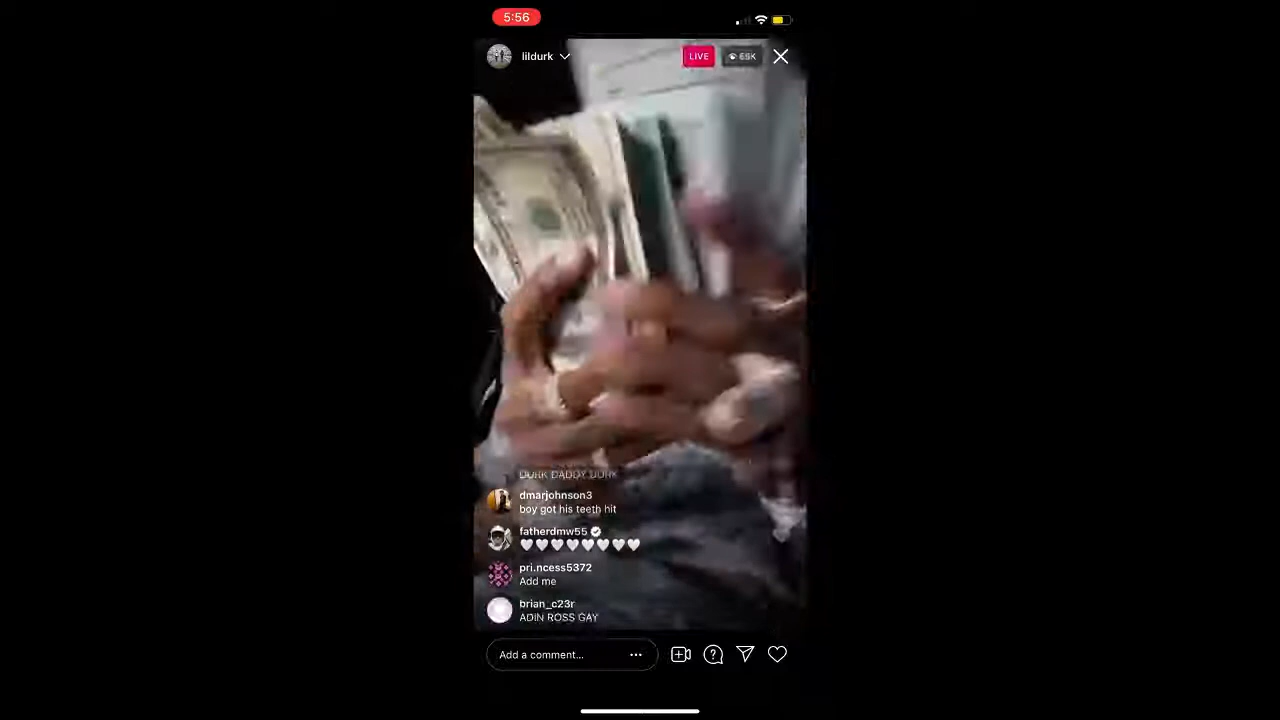 5:56
lildurk
LIVE
DURK DADDY DURK
dmarjohnson3
boy got his teeth hit
fatherdmw55
🤍🤍🤍🤍🤍🤍🤍🤍
pri.ncess5372
Add me
brian_c23r
ADIN ROSS GAY
Add a comment...